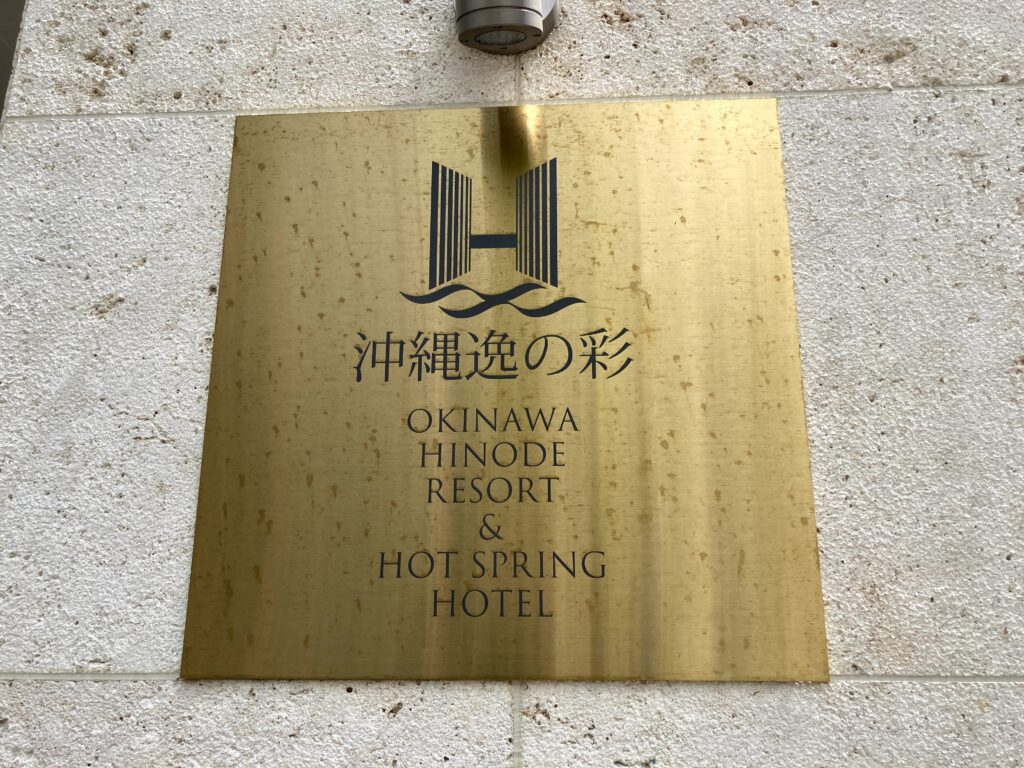 沖縄逸の彩
OKINAWA
HINODE
RESORT
&
HOT SPRING
HOTEL